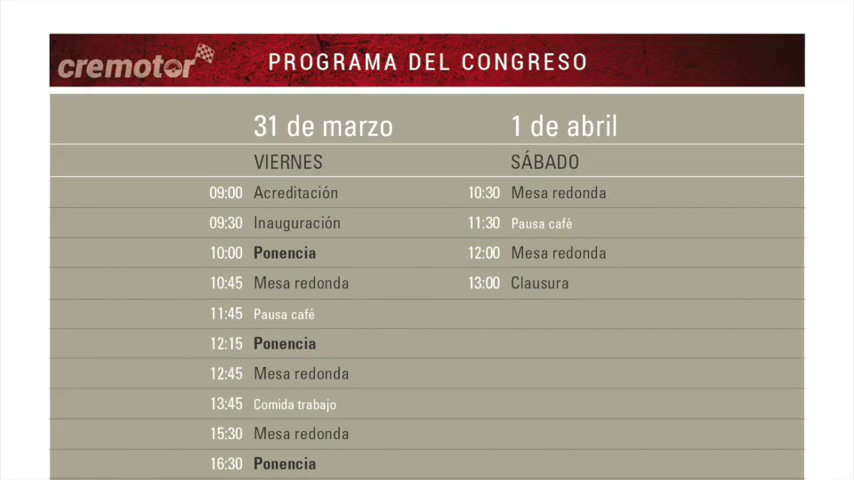 cremotor
PROGRAMA DEL CONGRESO
31 de marzo 1 de abril
VIERNES SÁBADO
09:00 Acreditación 10:30 Mesa redonda
09:30 Inauguración 11:30 Pausa café
10:00 Ponencia 12:00 Mesa redonda
10:45 Mesa redonda 13:00 Clausura
11:45 Pausa café
12:15 Ponencia
12:45 Mesa redonda
13:45 Comida trabajo
15:30 Mesa redonda
16:30 Ponencia